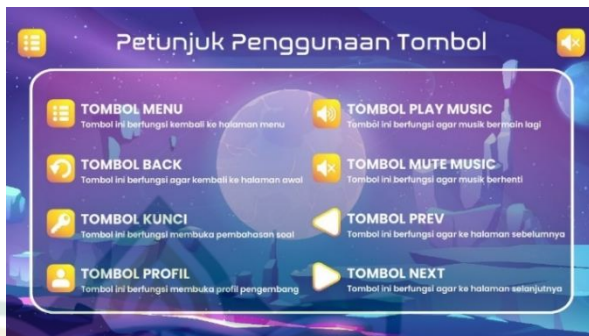 Petunjuk Penggunaan Tombol
TOMBOL MENU
Tombol ini berfungsi kembali ke halaman menu
TOMBOL BACK
Tombol ini berfungsi agar kembali ke halaman awal
TOMBOL KUNCI
Tombol ini berfungsi membuka pembahasan soal
TOMBOL PROFIL
Tombol ini berfungsi membuka profil pengembang
TOMBOL PLAY MUSIC
Tombol ini berfungsi agar musik bermain lagi
TOMBOL MUTE MUSIC
Tombol ini berfungsi agar musik berhenti
TOMBOL PREV
Tombol ini berfungsi agar ke halaman sebelumnya
TOMBOL NEXT
Tombol ini berfungsi agar ke halaman selanjutnya